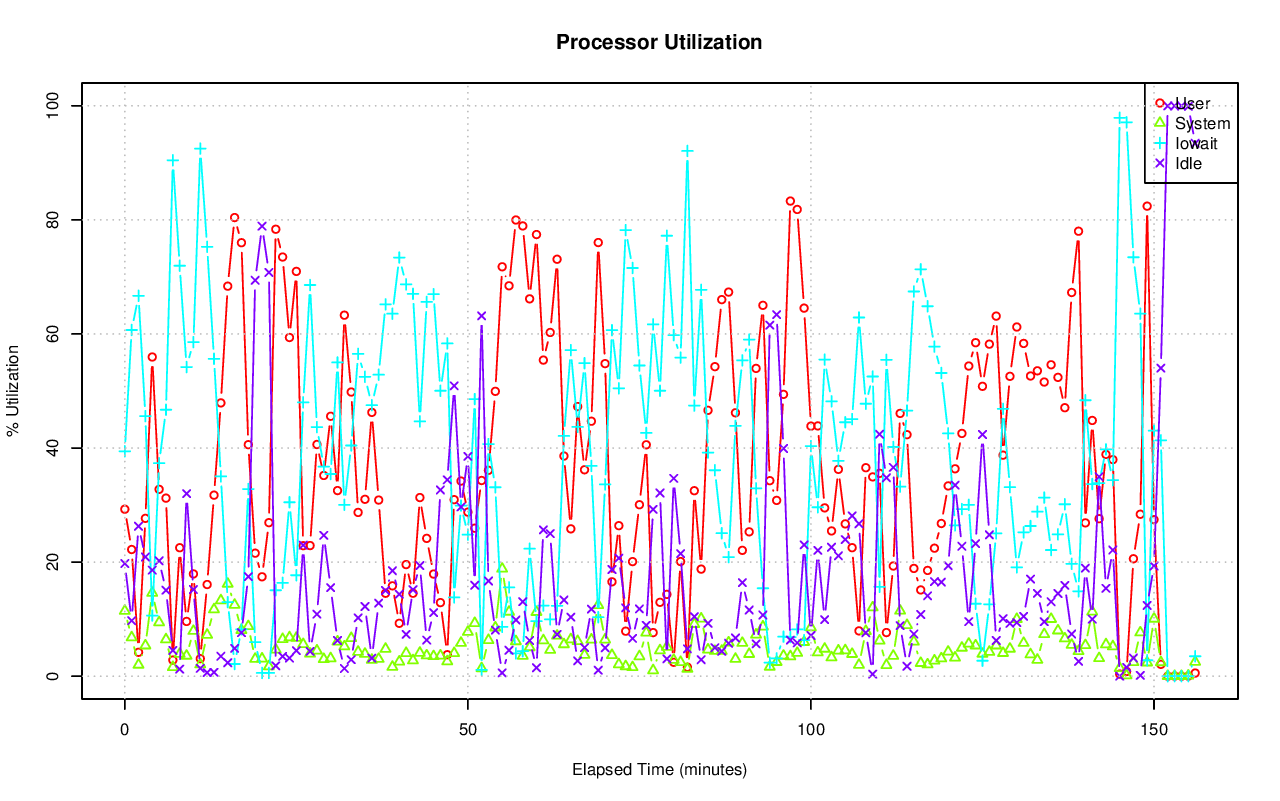 Processor Utilization
% Utilization
100
80
60
40
20
0
User
System
Iowait
Idle
0 50 100 150
Elapsed Time (minutes)